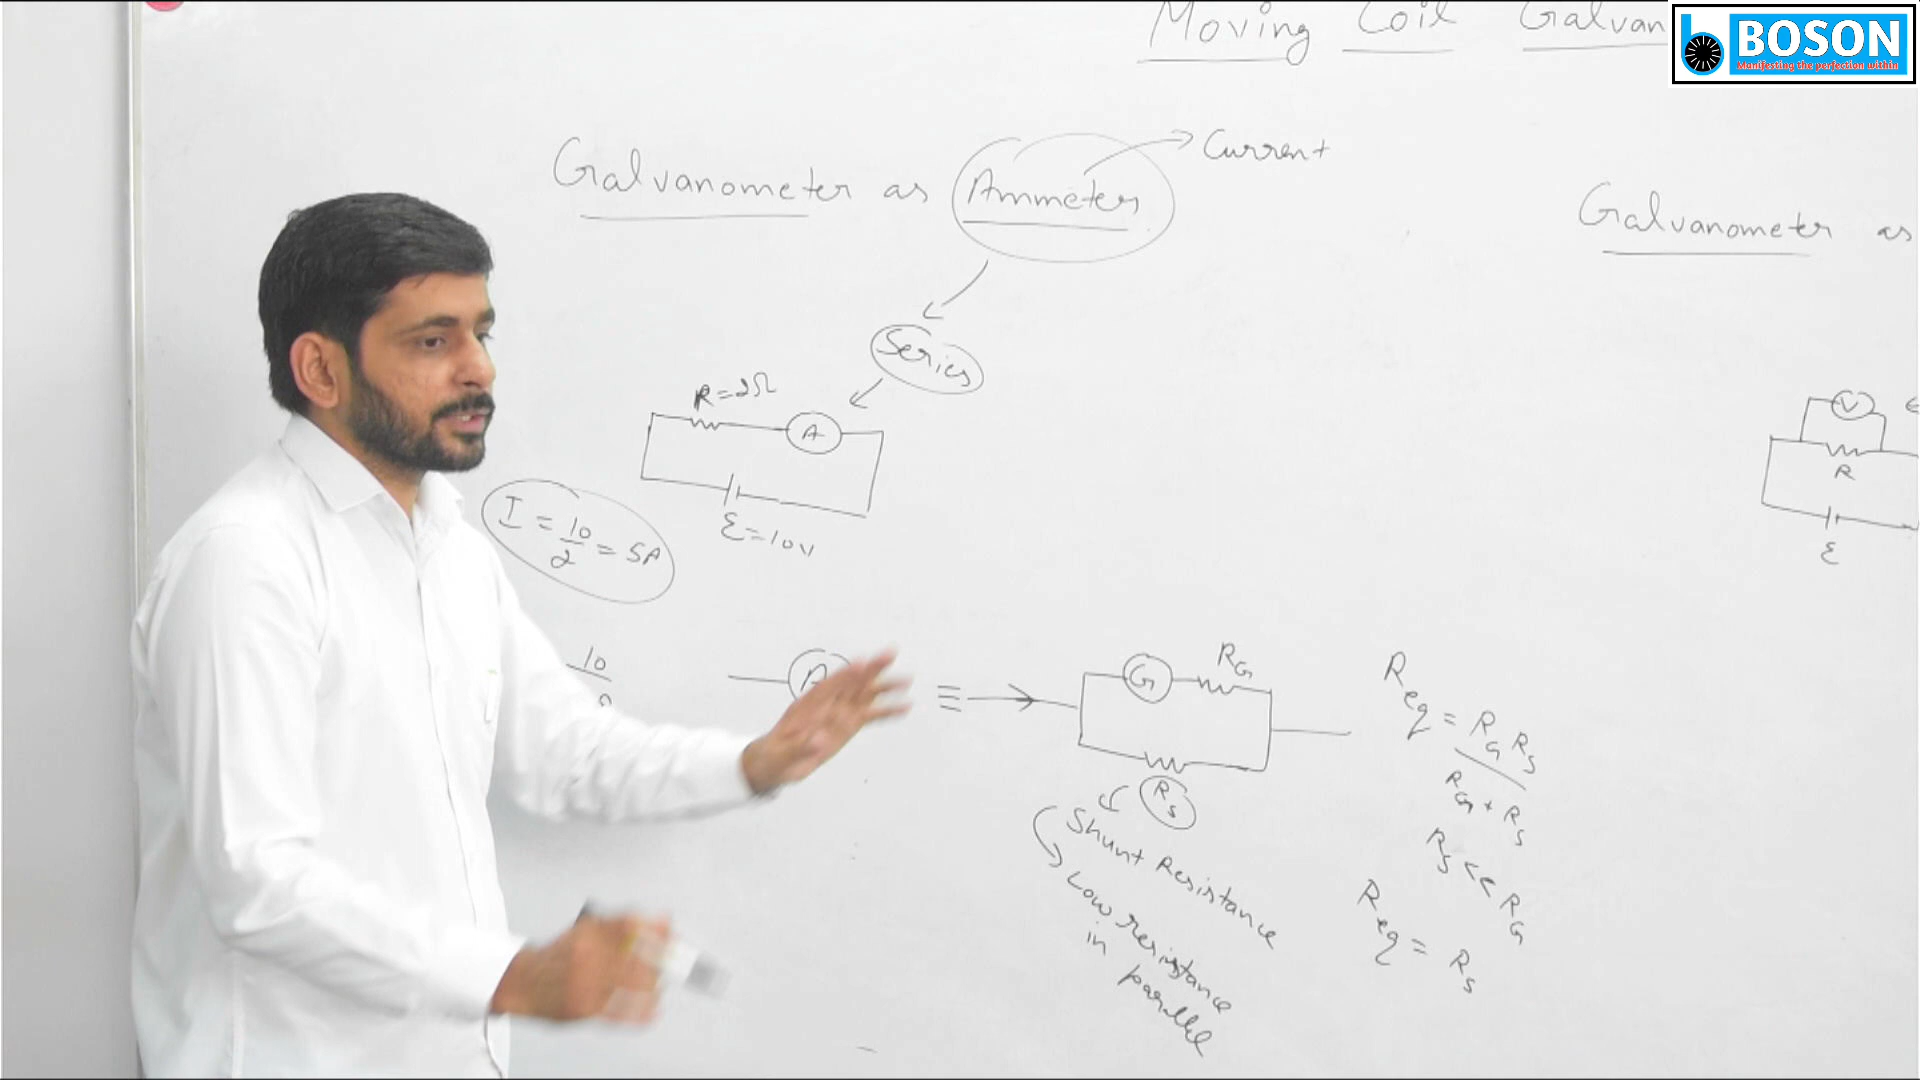 Moving Coil Galvan
BOSON
Manifesting the perfection within
Galvanometer as Ammeter
Current
Galvanometer as
Series
R=2Ω
A
ε=10V
I = 10/2 = 5A
V
R
ε
10
A
≡
G
R_G
R_s
Shunt Resistance
Low resistance
in parallel
R_eq = R_G R_s
R_G + R_s
R_s << R_G
R_eq = R_s